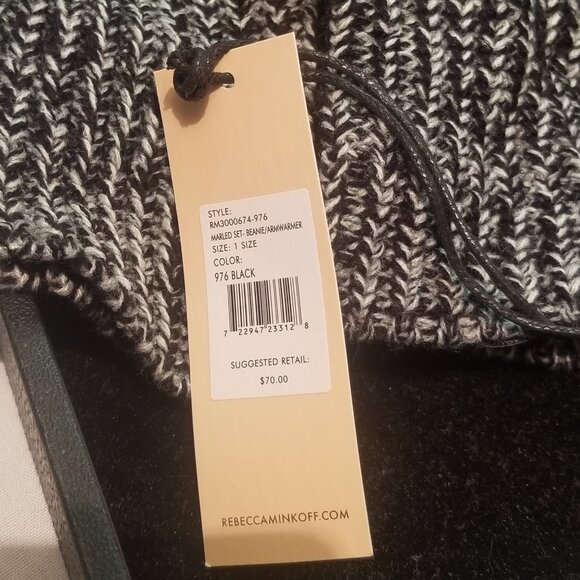 STYLE:
RM3000674-976
MARLED SET- BEANIE/ARMWARMER
SIZE: 1 SIZE
COLOR:
976 BLACK
7 22947 23312 8
SUGGESTED RETAIL:
$70.00
REBECCAMINKOFF.COM